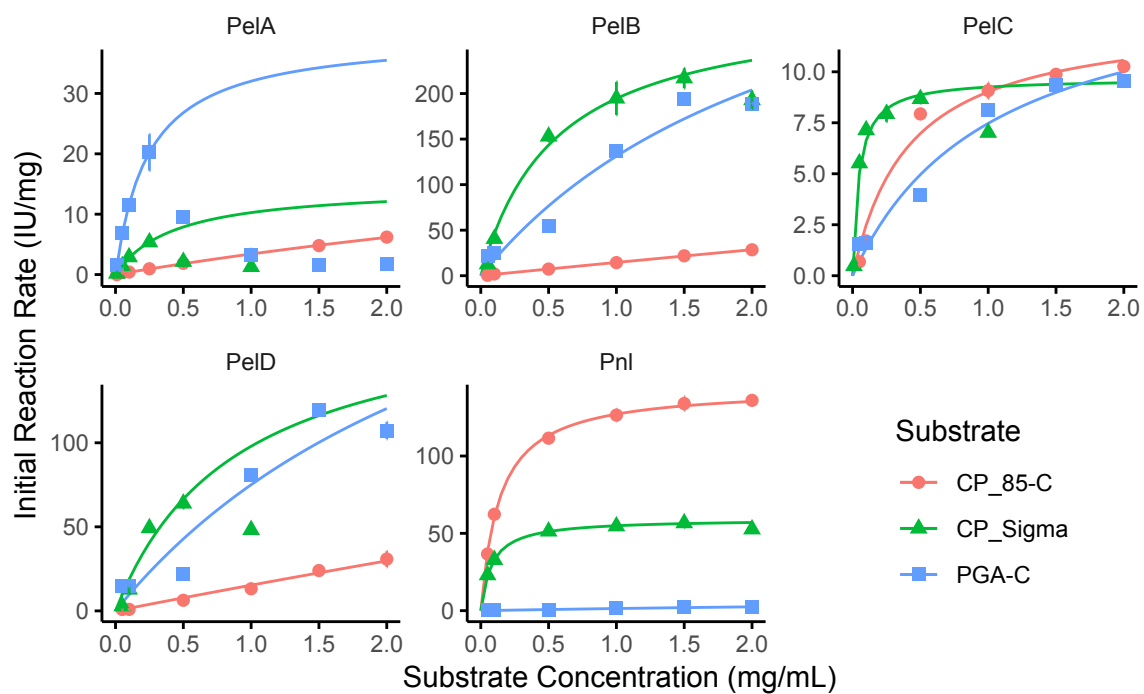 PelA
PelB
PelC
30
20
10
0
0.0 0.5 1.0 1.5 2.0
200
150
100
50
0
0.0 0.5 1.0 1.5 2.0
10.0
7.5
5.0
2.5
0.0
0.0 0.5 1.0 1.5 2.0
Initial Reaction Rate (IU/mg)
PelD
Pnl
100
50
0
0.0 0.5 1.0 1.5 2.0
100
50
0
0.0 0.5 1.0 1.5 2.0
Substrate Concentration (mg/mL)
Substrate
CP_85-C
CP_Sigma
PGA-C